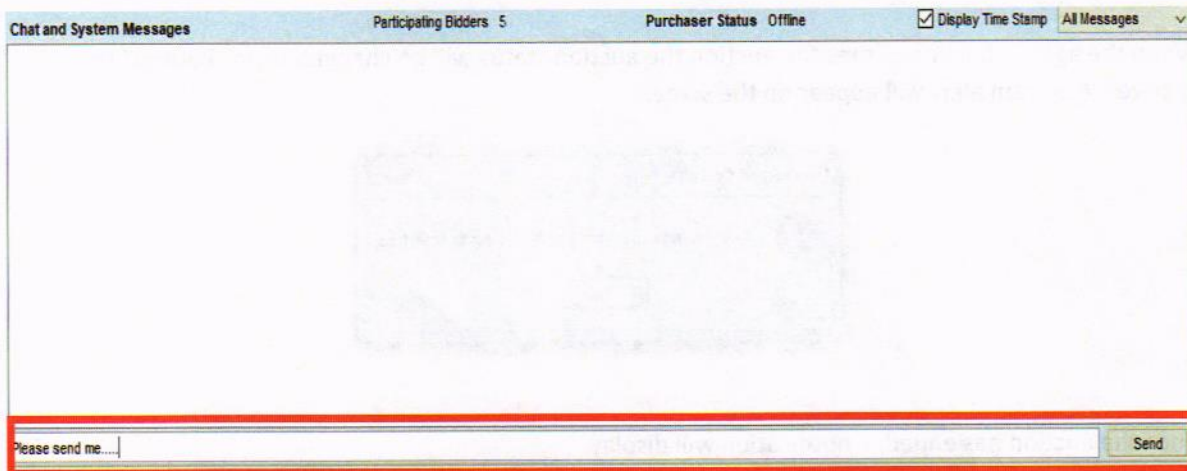 Chat and System Messages Participating Bidders 5 Purchaser Status Offline Display Time Stamp All Messages
Please send me..... Send